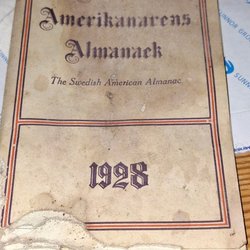 Amerikanarens
Almanack
The Swedish American Almanac
1928